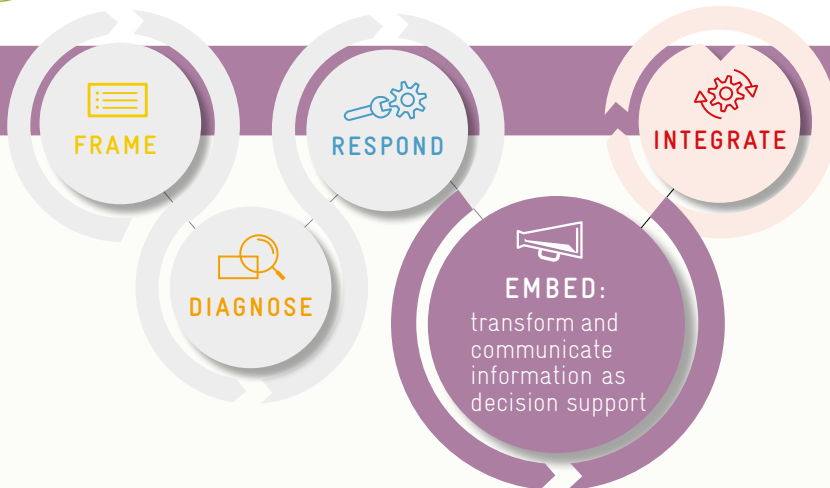 FRAME
DIAGNOSE
RESPOND
EMBED:
transform and
communicate
information as
decision support
INTEGRATE